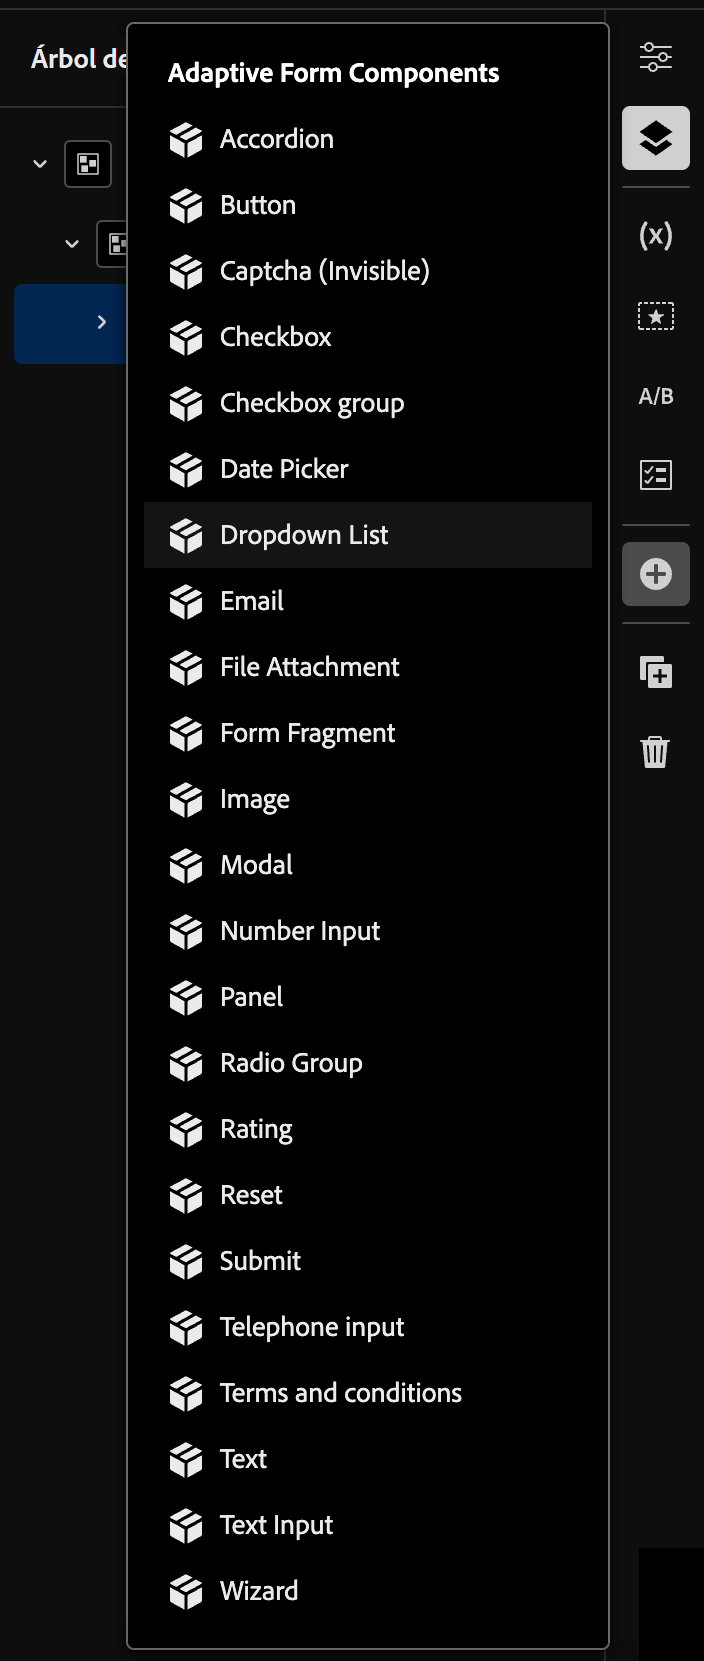 Árbol de
Adaptive Form Components
Accordion
Button
Captcha (Invisible)
Checkbox
Checkbox group
Date Picker
Dropdown List
Email
File Attachment
Form Fragment
Image
Modal
Number Input
Panel
Radio Group
Rating
Reset
Submit
Telephone input
Terms and conditions
Text
Text Input
Wizard
(x)
A/B